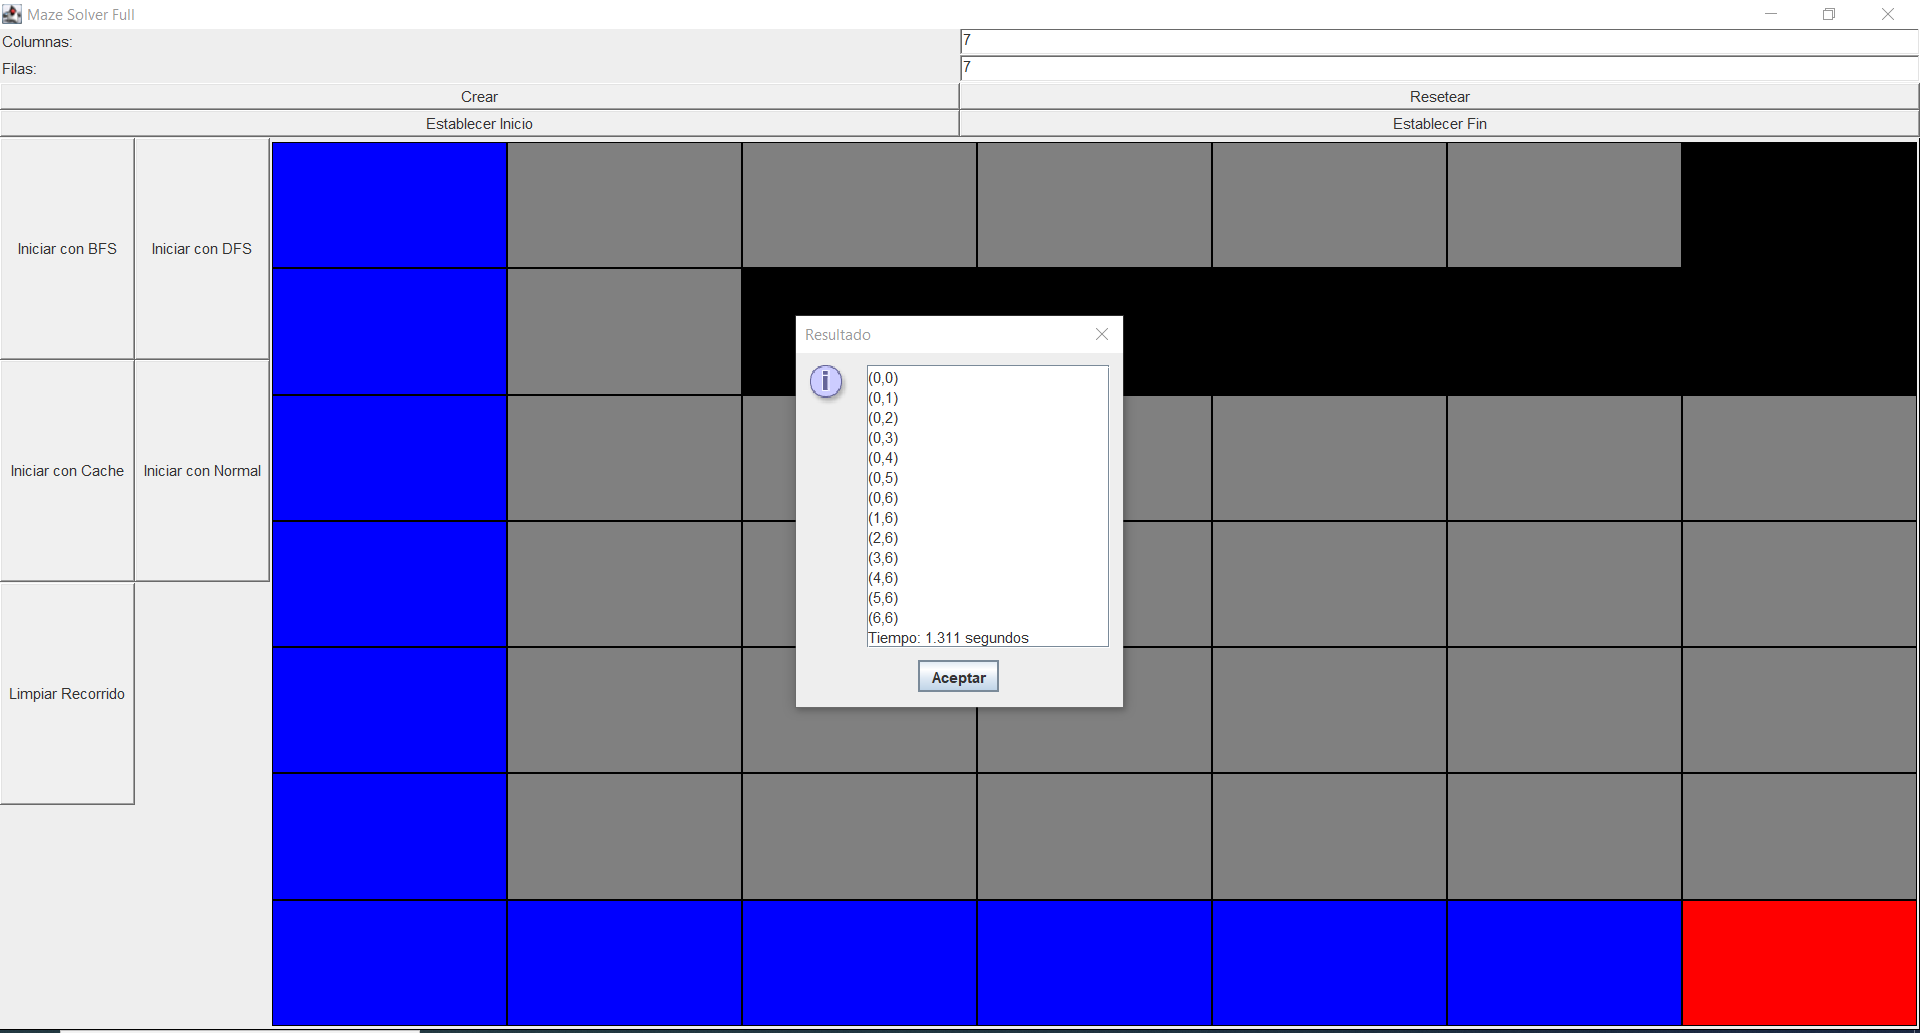 Maze Solver Full
Columnas: 7
Filas: 7
Crear Resetear
Establecer Inicio Establecer Fin
Iniciar con BFS Iniciar con DFS
Iniciar con Cache Iniciar con Normal
Limpiar Recorrido
Resultado
(0,0)
(0,1)
(0,2)
(0,3)
(0,4)
(0,5)
(0,6)
(1,6)
(2,6)
(3,6)
(4,6)
(5,6)
(6,6)
Tiempo: 1.311 segundos
Aceptar